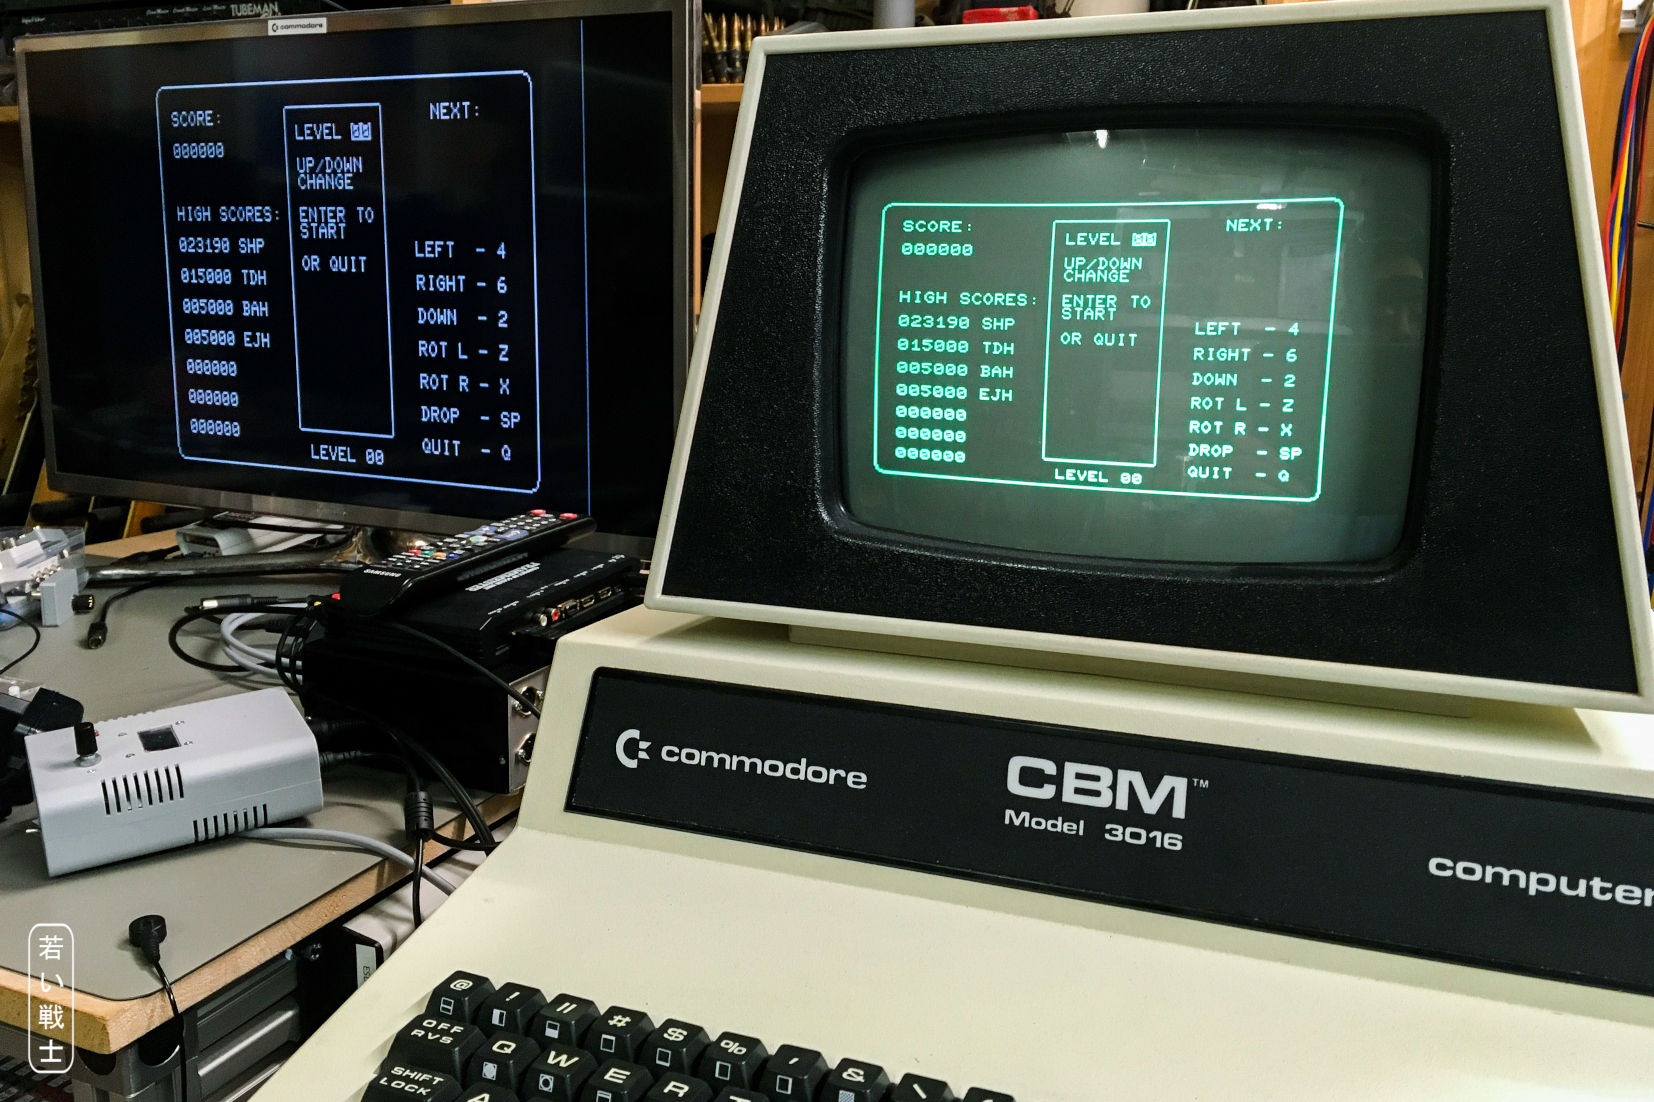 TUBEMAN
commodore
SCORE:
000000
HIGH SCORES:
023190 SHP
015000 TDH
005000 BAH
005000 EJH
000000
000000
000000
LEVEL 00
UP/DOWN
CHANGE
ENTER TO
START
OR QUIT
LEVEL 00
NEXT:
LEFT - 4
RIGHT - 6
DOWN - 2
ROT L - Z
ROT R - X
DROP - SP
QUIT - Q
SCORE:
000000
HIGH SCORES:
023190 SHP
015000 TDH
005000 BAH
005000 EJH
000000
000000
000000
LEVEL 00
UP/DOWN
CHANGE
ENTER TO
START
OR QUIT
LEVEL 00
NEXT:
LEFT - 4
RIGHT - 6
DOWN - 2
ROT L - Z
ROT R - X
DROP - SP
QUIT - Q
SAMSUNG
commodore
CBM™
Model 3016
computer
@ ! " # $ % ' & \
OFF
RVS
Q W E R
SHIFT
LOCK
A
若い戦士